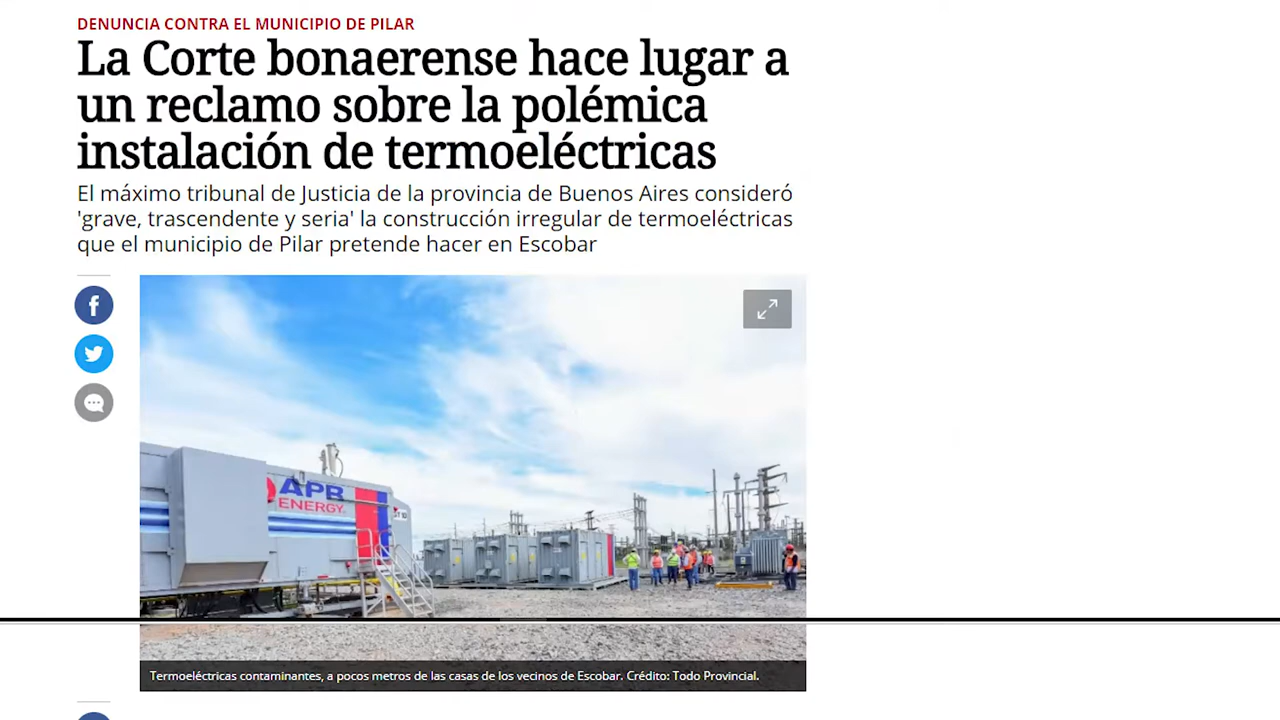 DENUNCIA CONTRA EL MUNICIPIO DE PILAR
La Corte bonaerense hace lugar a
un reclamo sobre la polémica
instalación de termoeléctricas
El máximo tribunal de Justicia de la provincia de Buenos Aires consideró
'grave, trascendente y seria' la construcción irregular de termoeléctricas
que el municipio de Pilar pretende hacer en Escobar
APR
ENERGY
Termoeléctricas contaminantes, a pocos metros de las casas de los vecinos de Escobar. Crédito: Todo Provincial.